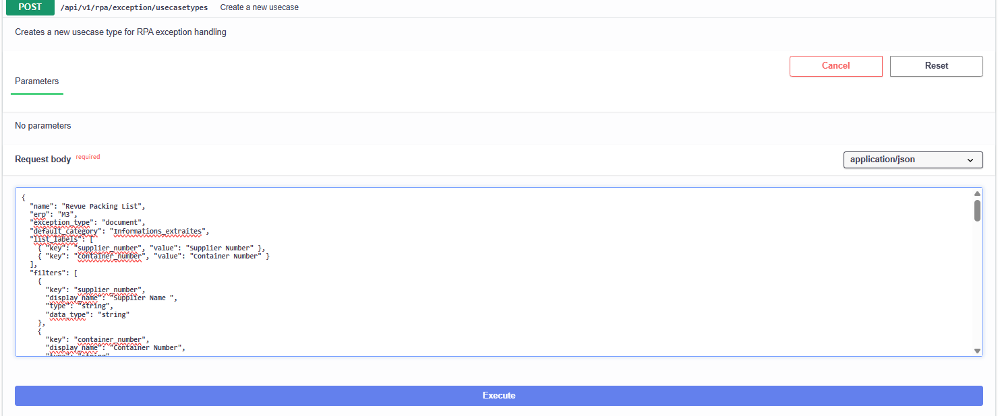 POST /api/v1/rpa/exception/usecasetypes Create a new usecase
Creates a new usecase type for RPA exception handling
Cancel Reset
Parameters
No parameters
Request body required
application/json
{
"name": "Revue Packing List",
"erp": "M3",
"exception_type": "document",
"default_category": "Informations_extraites",
"list_labels": [
{ "key": "supplier_number", "value": "Supplier Number" },
{ "key": "container_number", "value": "Container Number" }
],
"filters": [
{
"key": "supplier_number",
"display_name": "Supplier Name ",
"type": "string",
"data_type": "string"
},
{
"key": "container_number",
"display_name": "Container Number",
"type": "string"
Execute